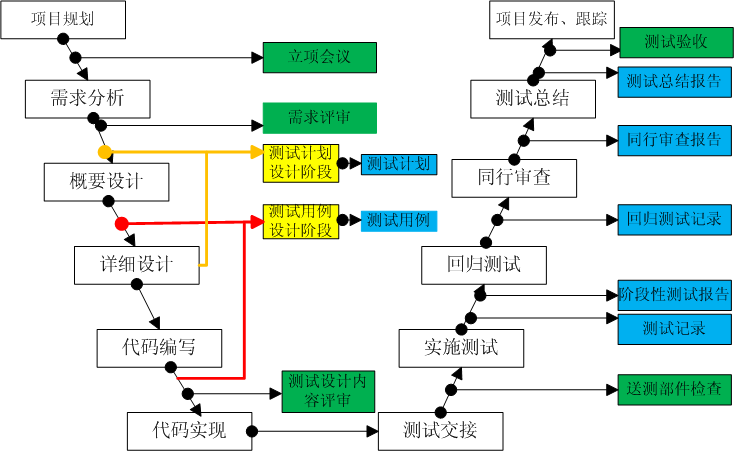 项目规划
立项会议
需求分析
需求评审
测试计划
设计阶段
测试计划
概要设计
测试用例
设计阶段
测试用例
详细设计
代码编写
测试设计内
容评审
代码实现
测试交接
送测部件检查
实施测试
测试记录
阶段性测试报告
回归测试
回归测试记录
同行审查
同行审查报告
测试总结
测试总结报告
测试验收
项目发布、跟踪